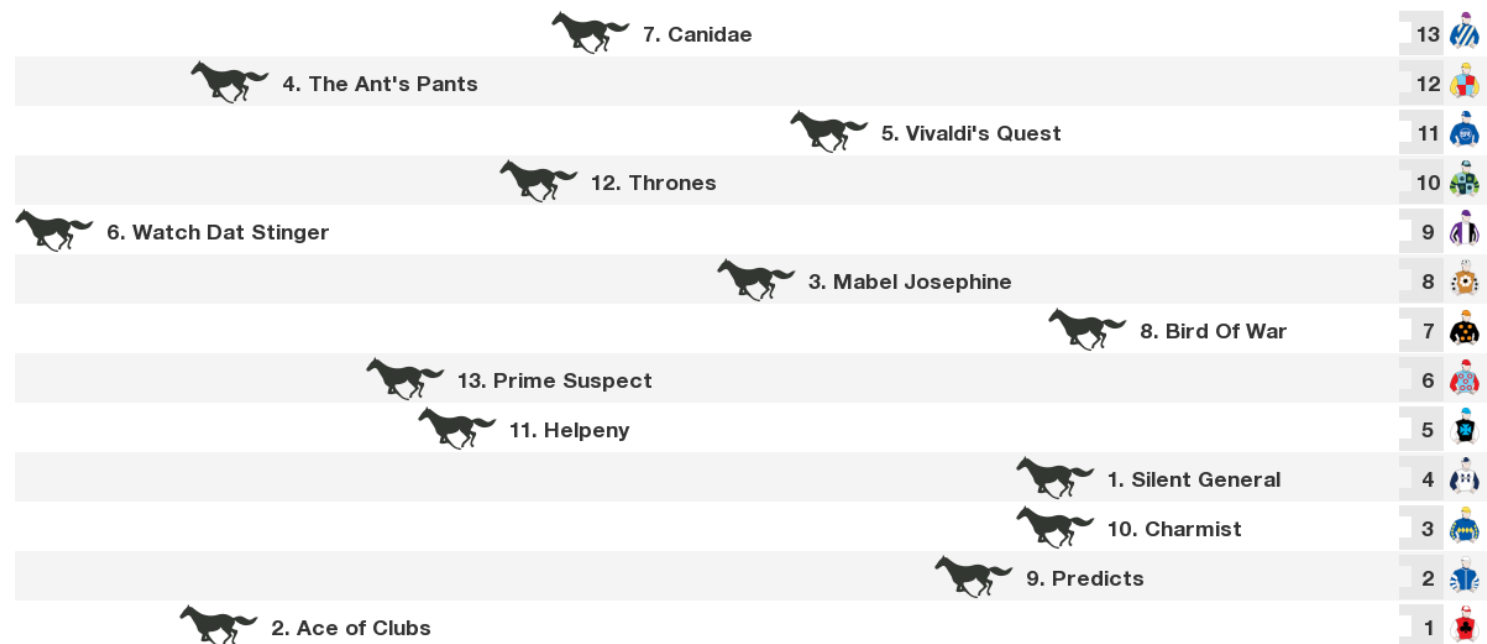 7. Canidae 13
4. The Ant's Pants 12
5. Vivaldi's Quest 11
12. Thrones 10
6. Watch Dat Stinger 9
3. Mabel Josephine 8
8. Bird Of War 7
13. Prime Suspect 6
11. Helpeny 5
1. Silent General 4
10. Charmist 3
9. Predicts 2
2. Ace of Clubs 1